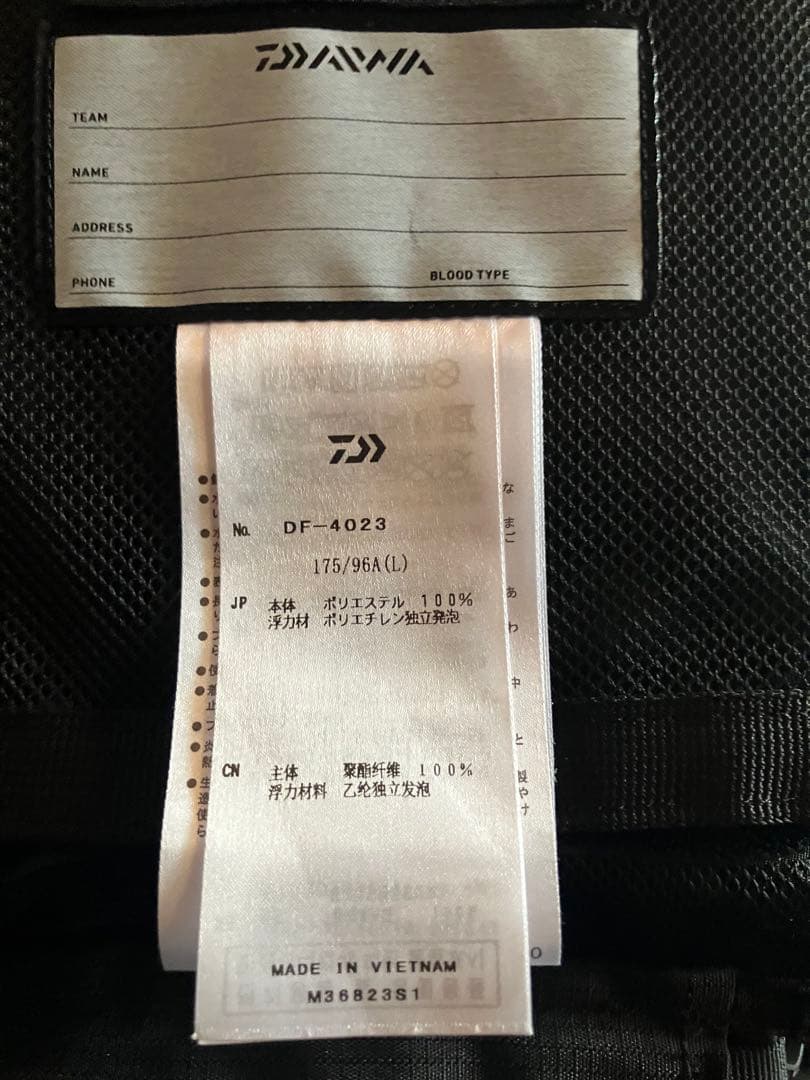 DAIWA
TEAM
NAME
ADDRESS
PHONE BLOOD TYPE
No. DF-4023
175/96A(L)
JP 本体 ポリエステル 100%
浮力材 ポリエチレン独立発泡
CN 主体 聚酯纤维 100%
浮力材料 乙纶独立发泡
MADE IN VIETNAM
M36823S1